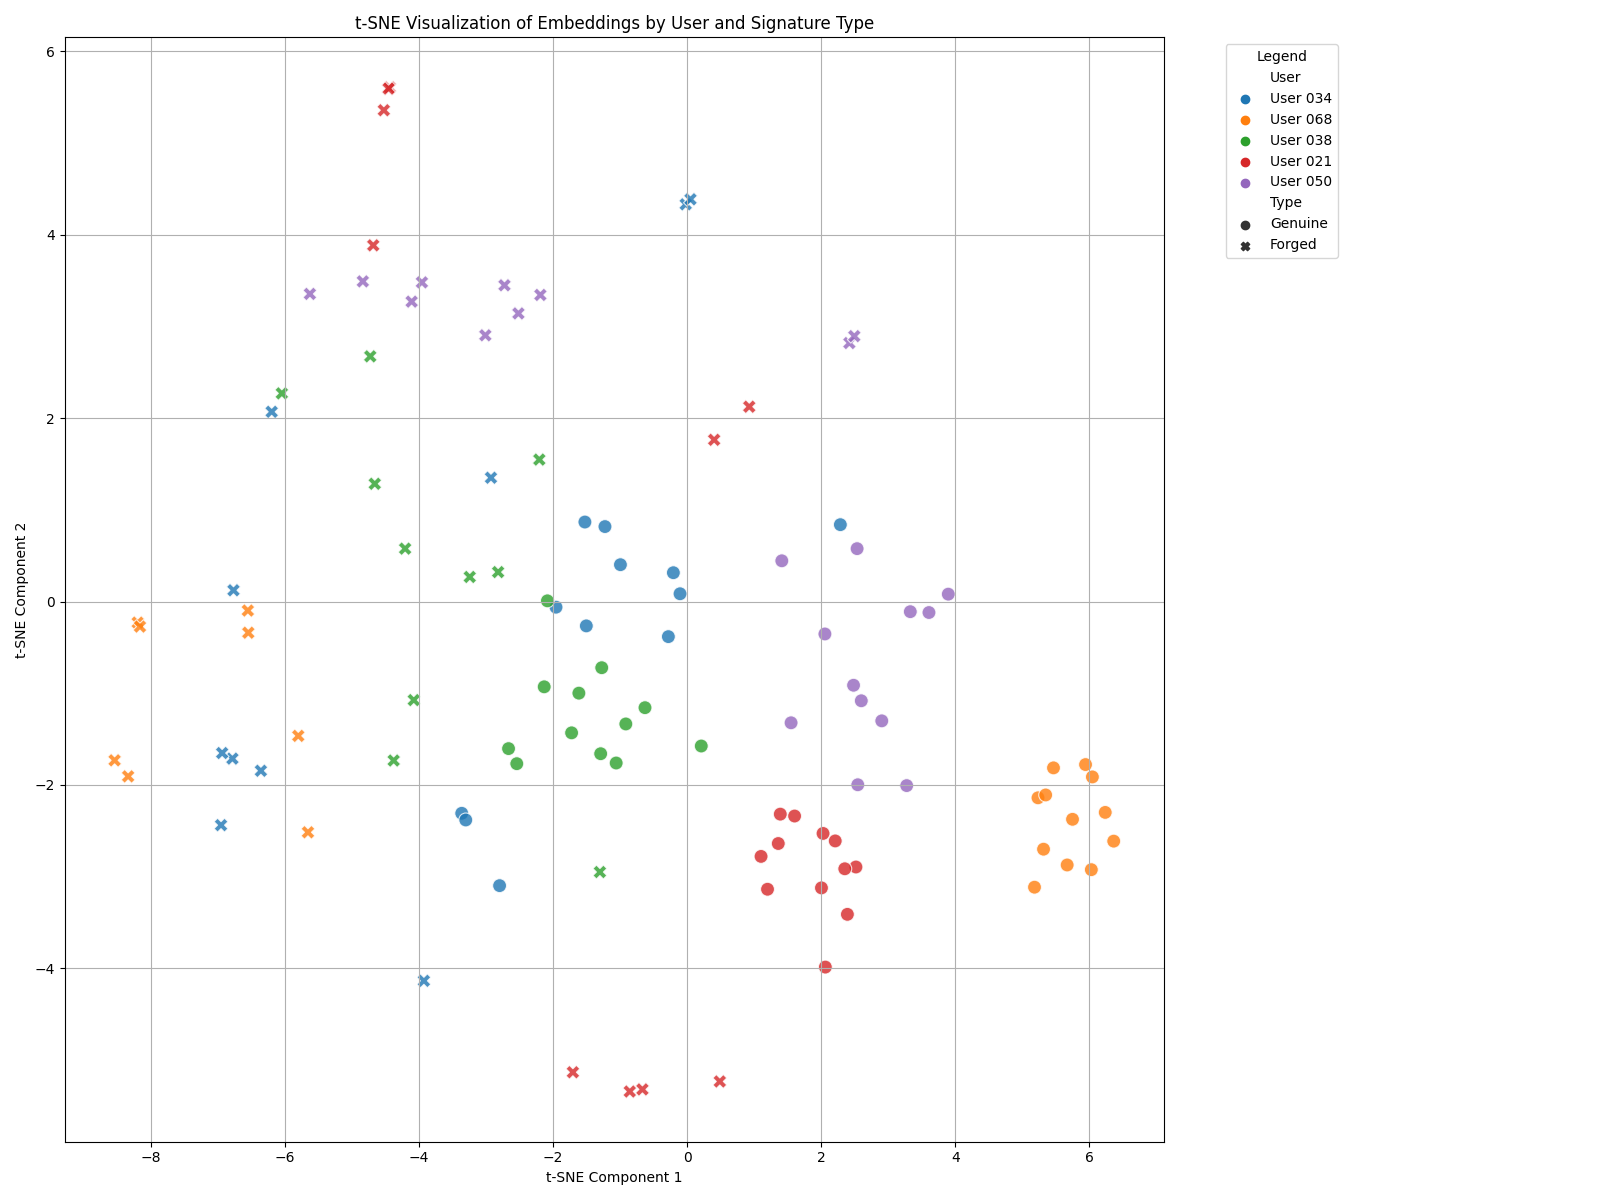 t-SNE Visualization of Embeddings by User and Signature Type
Legend
User
User 034
User 068
User 038
User 021
User 050
Type
Genuine
Forged
t-SNE Component 2
6
4
2
0
−2
−4
−8
−6
−4
−2
0
2
4
6
t-SNE Component 1